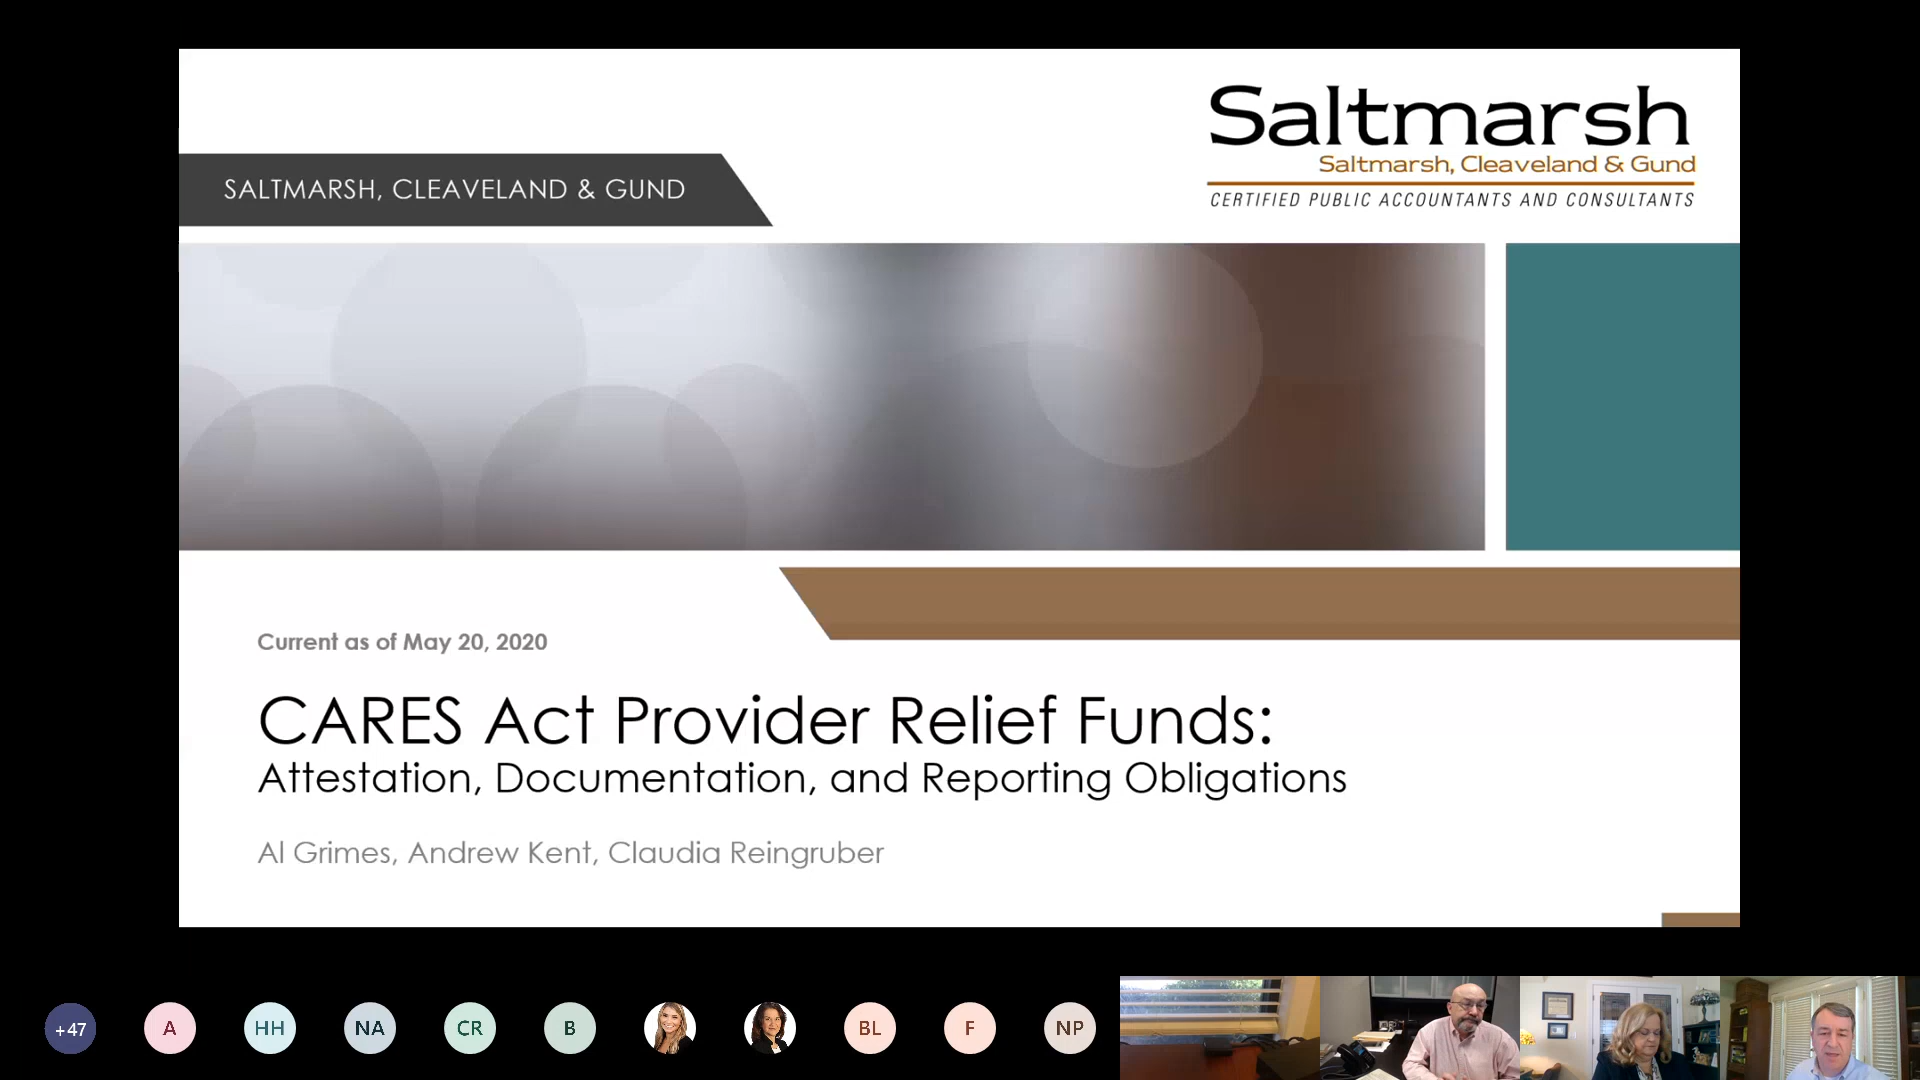 Saltmarsh
Saltmarsh, Cleaveland & Gund
CERTIFIED PUBLIC ACCOUNTANTS AND CONSULTANTS
SALTMARSH, CLEAVELAND & GUND
Current as of May 20, 2020
CARES Act Provider Relief Funds:
Attestation, Documentation, and Reporting Obligations
Al Grimes, Andrew Kent, Claudia Reingruber
+47
A
HH
NA
CR
B
BL
F
NP